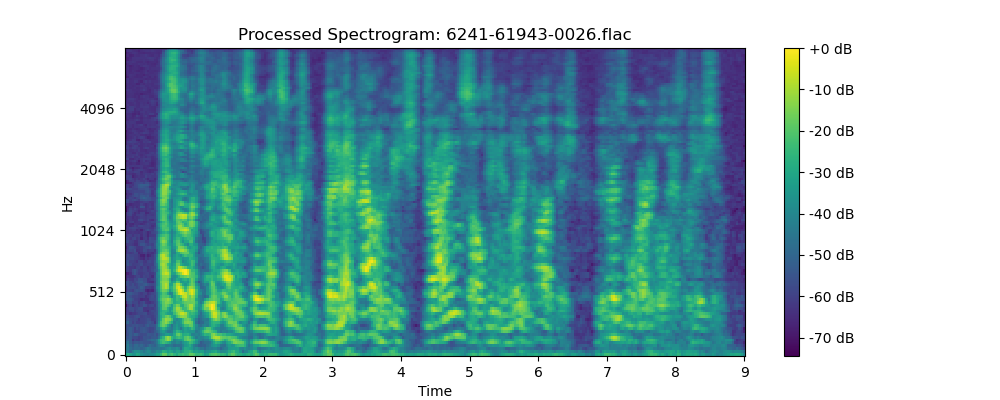 Processed Spectrogram: 6241-61943-0026.flac
+0 dB
-10 dB
-20 dB
-30 dB
-40 dB
-50 dB
-60 dB
-70 dB
4096
2048
1024
512
0
Hz
0 1 2 3 4 5 6 7 8 9
Time